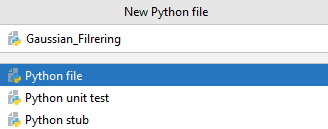 New Python file
Gaussian_Filrering
Python file
Python unit test
Python stub